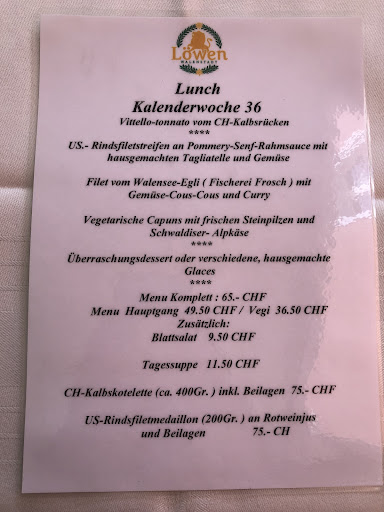 Löwen
WALENSTADT
Lunch
Kalenderwoche 36
Vittello-tonnato vom CH-Kalbsrücken
****
US.- Rindsfiletstreifen an Pommery-Senf-Rahmsauce mit
hausgemachten Tagliatelle und Gemüse
Filet vom Walensee-Egli ( Fischerei Frosch ) mit
Gemüse-Cous-Cous und Curry
Vegetarische Capuns mit frischen Steinpilzen und
Schwaldiser- Alpkäse
****
Überraschungsdessert oder verschiedene, hausgemachte
Glaces
****
Menu Komplett : 65.- CHF
Menu Hauptgang 49.50 CHF / Vegi 36.50 CHF
Zusätzlich:
Blattsalat 9.50 CHF
Tagessuppe 11.50 CHF
CH-Kalbskotelette (ca. 400Gr. ) inkl. Beilagen 75.- CHF
US-Rindsfiletmedaillon (200Gr. ) an Rotweinjus
und Beilagen 75.- CH